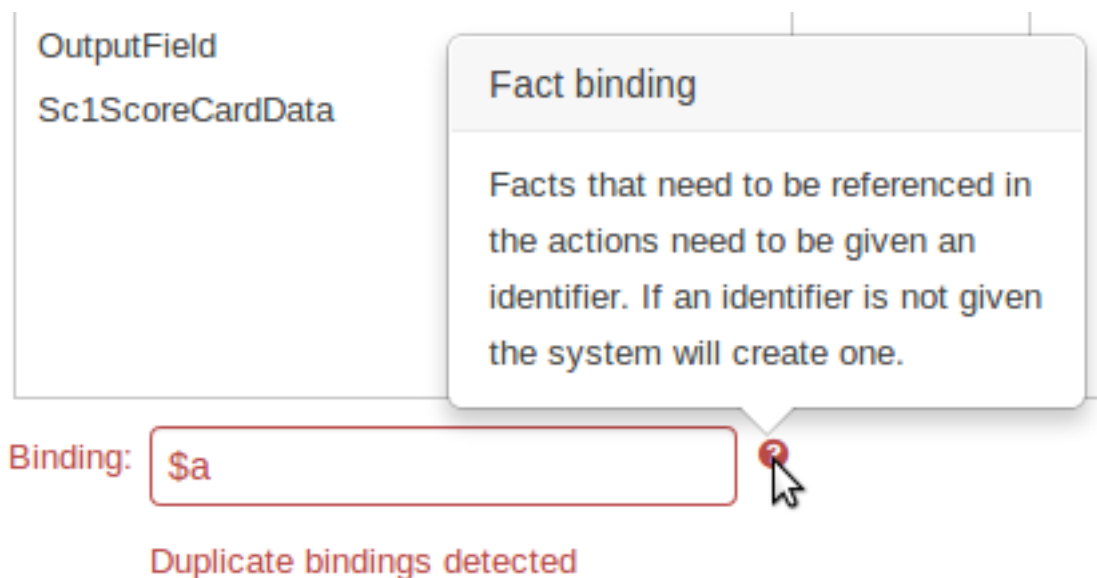 OutputField
Sc1ScoreCardData
Fact binding
Facts that need to be referenced in
the actions need to be given an
identifier. If an identifier is not given
the system will create one.
Binding:
$a
?
Duplicate bindings detected